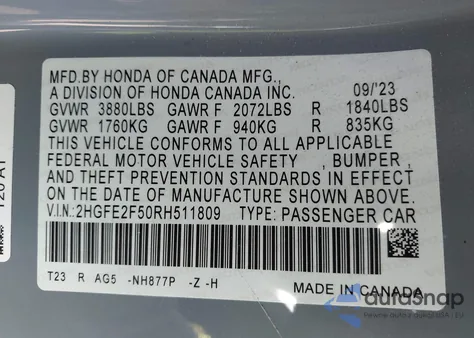 MFD.BY HONDA OF CANADA MFG.,
A DIVISION OF HONDA CANADA INC. 09/'23
GVWR 3880LBS GAWR F 2072LBS R 1840LBS
GVWR 1760KG GAWR F 940KG R 835KG
THIS VEHICLE CONFORMS TO ALL APPLICABLE
FEDERAL MOTOR VEHICLE SAFETY , BUMPER ,
AND THEFT PREVENTION STANDARDS IN EFFECT
ON THE DATE OF MANUFACTURE SHOWN ABOVE.
V.I.N.:2HGFE2F50RH511809 TYPE: PASSENGER CAR
T23 R AG5 -NH877P -Z -H
MADE IN CANADA
120 A1
autosnap